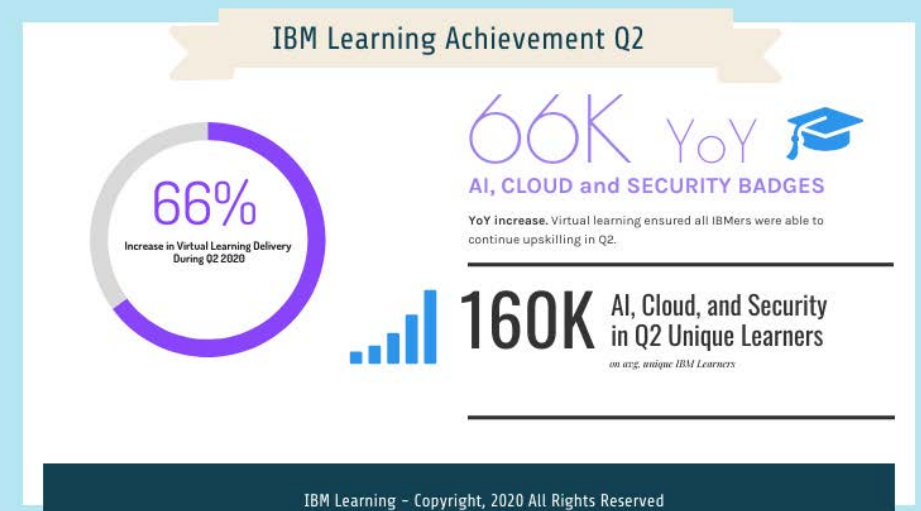 IBM Learning Achievement Q2
66%
Increase in Virtual Learning Delivery
During Q2 2020
66K YoY
AI, CLOUD and SECURITY BADGES
YoY increase. Virtual learning ensured all IBMers were able to
continue upskilling in Q2.
160K
AI, Cloud, and Security
in Q2 Unique Learners
on avg. unique IBM Learners
IBM Learning - Copyright, 2020 All Rights Reserved